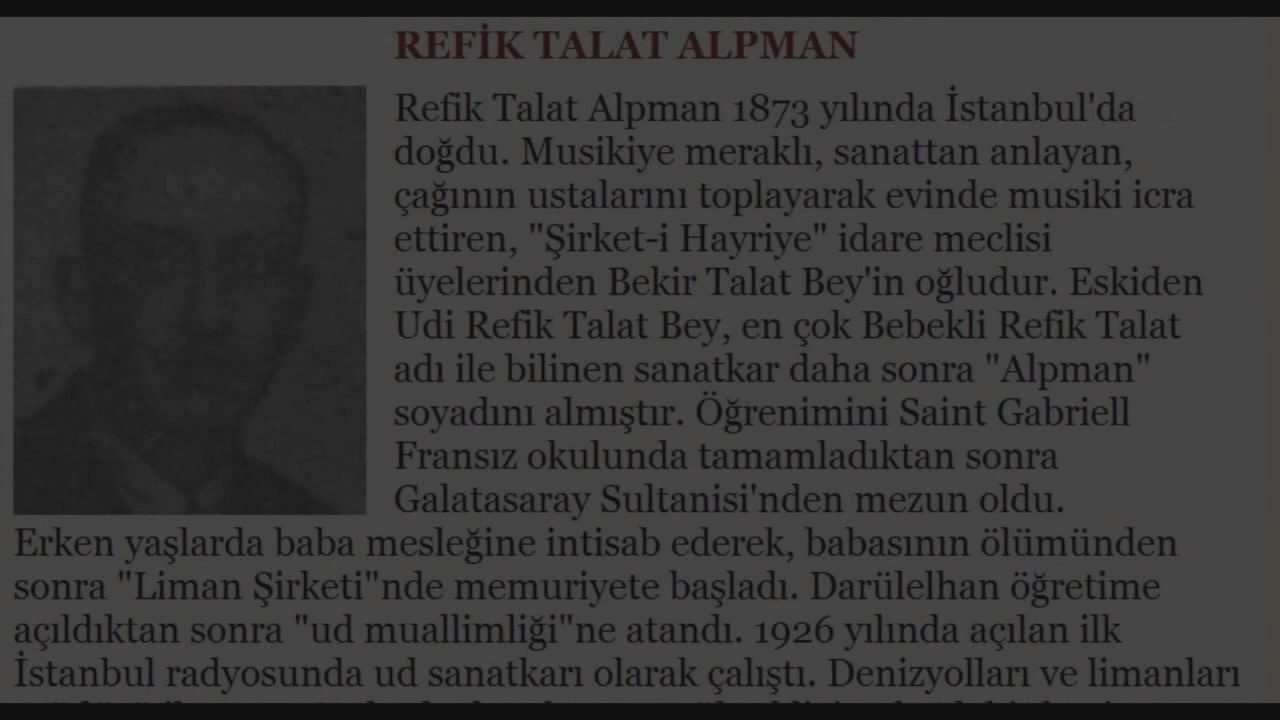 REFİK TALAT ALPMAN
Refik Talat Alpman 1873 yılında İstanbul'da
doğdu. Musikiye meraklı, sanattan anlayan,
çağının ustalarını toplayarak evinde musiki icra
ettiren, "Şirket-i Hayriye" idare meclisi
üyelerinden Bekir Talat Bey'in oğludur. Eskiden
Udi Refik Talat Bey, en çok Bebekli Refik Talat
adı ile bilinen sanatkar daha sonra "Alpman"
soyadını almıştır. Öğrenimini Saint Gabriell
Fransız okulunda tamamladıktan sonra
Galatasaray Sultanisi'nden mezun oldu.
Erken yaşlarda baba mesleğine intisab ederek, babasının ölümünden
sonra "Liman Şirketi"nde memuriyete başladı. Darülelhan öğretime
açıldıktan sonra "ud muallimliği"ne atandı. 1926 yılında açılan ilk
İstanbul radyosunda ud sanatkarı olarak çalıştı. Denizyolları ve limanları